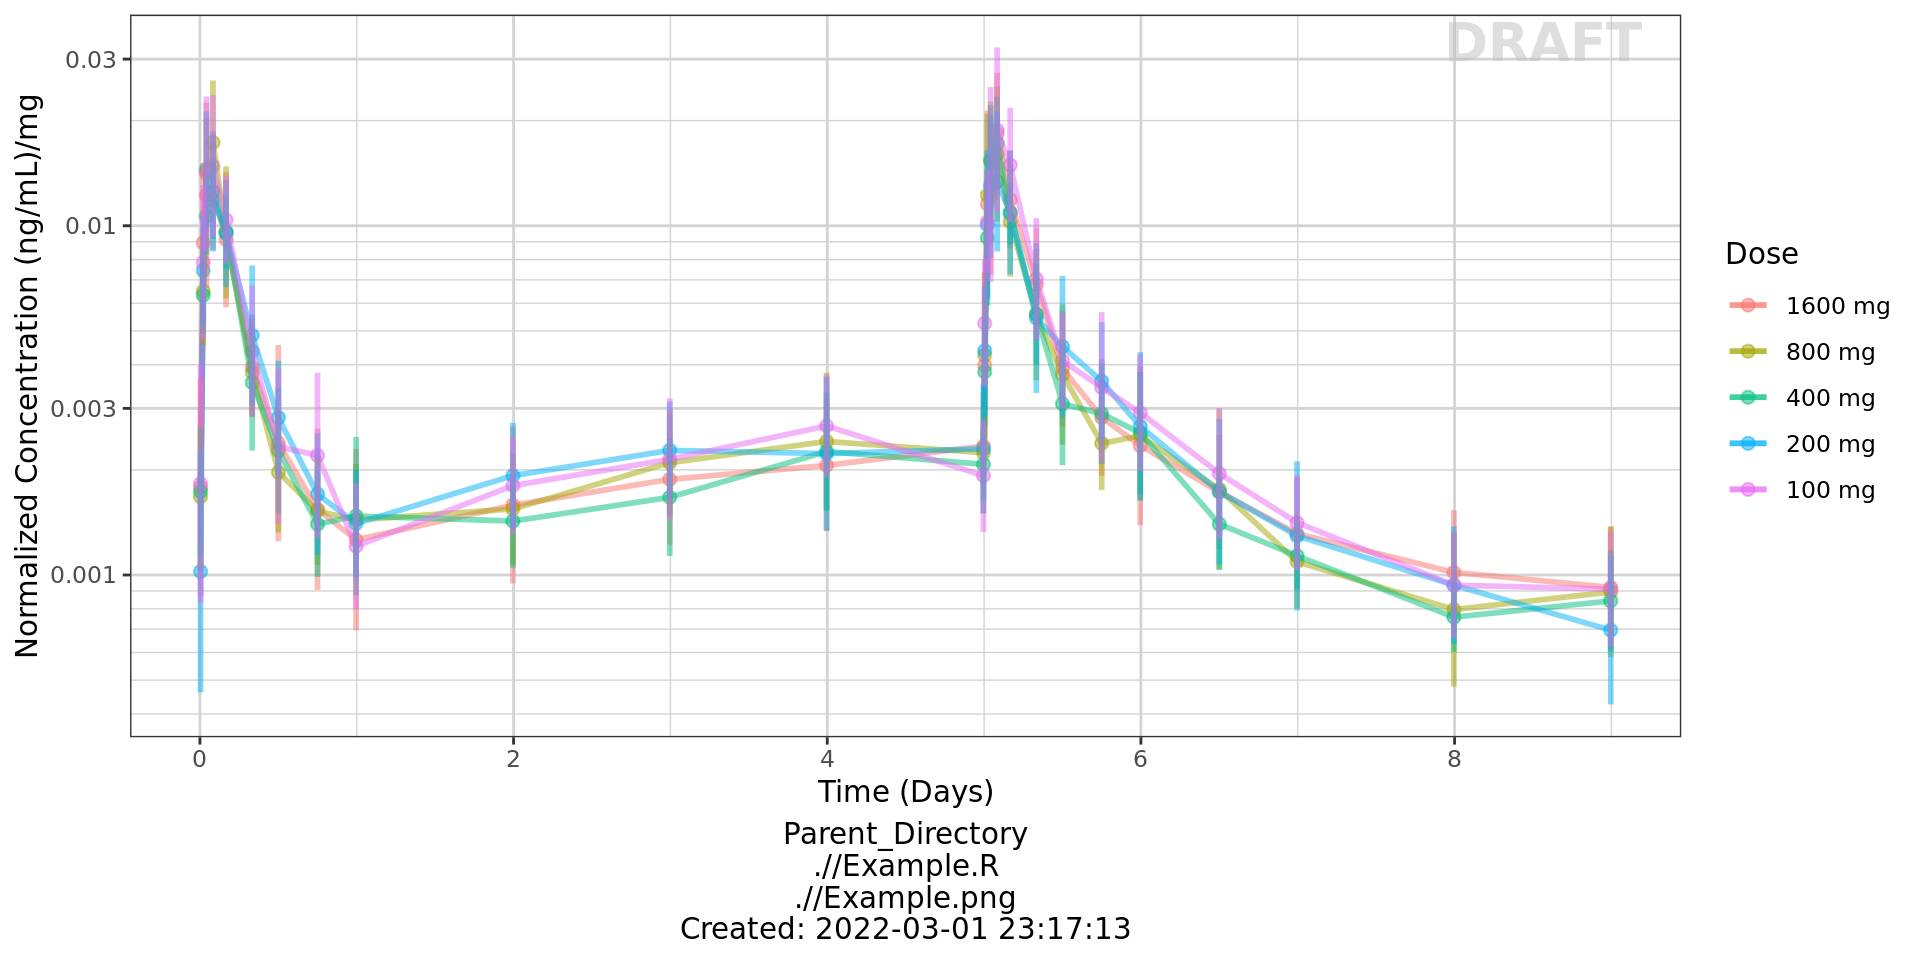 DRAFT
Normalized Concentration (ng/mL)/mg
0.03
0.01
0.003
0.001
0
2
4
6
8
Time (Days)
Dose
1600 mg
800 mg
400 mg
200 mg
100 mg
Parent_Directory
.//Example.R
.//Example.png
Created: 2022-03-01 23:17:13